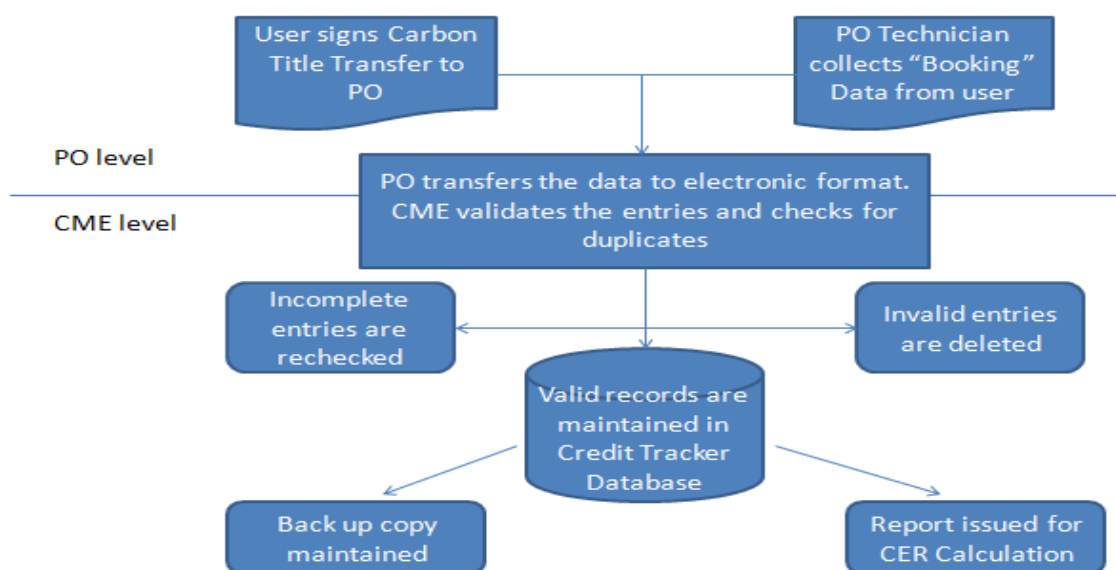 User signs Carbon
Title Transfer to
PO
PO Technician
collects “Booking”
Data from user
PO level
CME level
PO transfers the data to electronic format.
CME validates the entries and checks for
duplicates
Incomplete
entries are
rechecked
Invalid entries
are deleted
Valid records are
maintained in
Credit Tracker
Database
Back up copy
maintained
Report issued for
CER Calculation